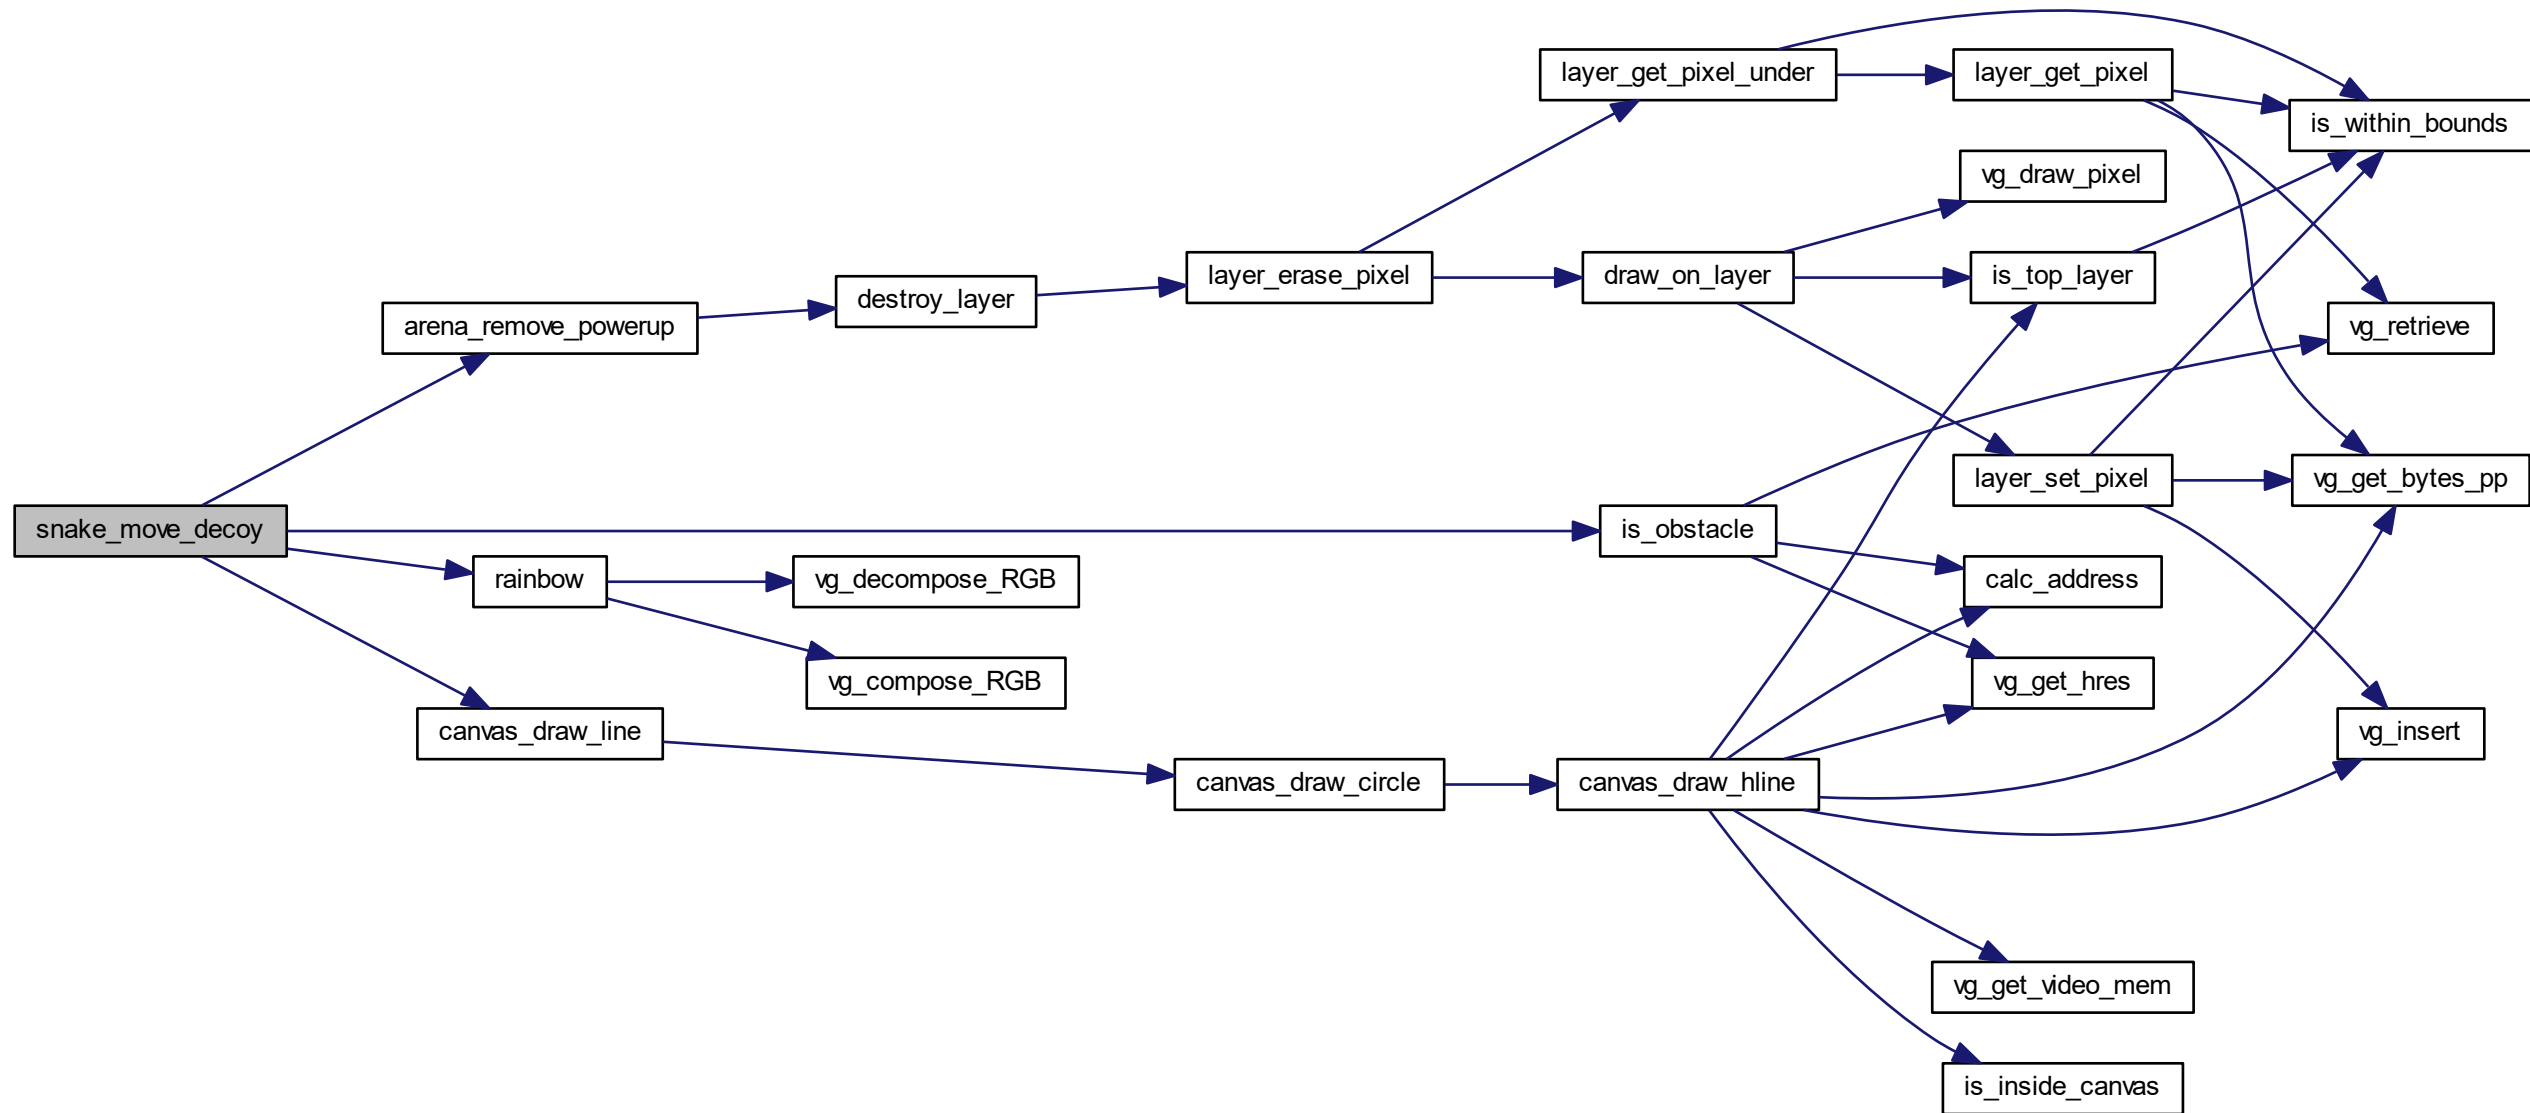 layer_get_pixel_under
layer_get_pixel
is_within_bounds
vg_draw_pixel
layer_erase_pixel
draw_on_layer
is_top_layer
destroy_layer
arena_remove_powerup
vg_retrieve
layer_set_pixel
vg_get_bytes_pp
snake_move_decoy
is_obstacle
rainbow
vg_decompose_RGB
calc_address
vg_compose_RGB
vg_get_hres
canvas_draw_line
vg_insert
canvas_draw_circle
canvas_draw_hline
vg_get_video_mem
is_inside_canvas